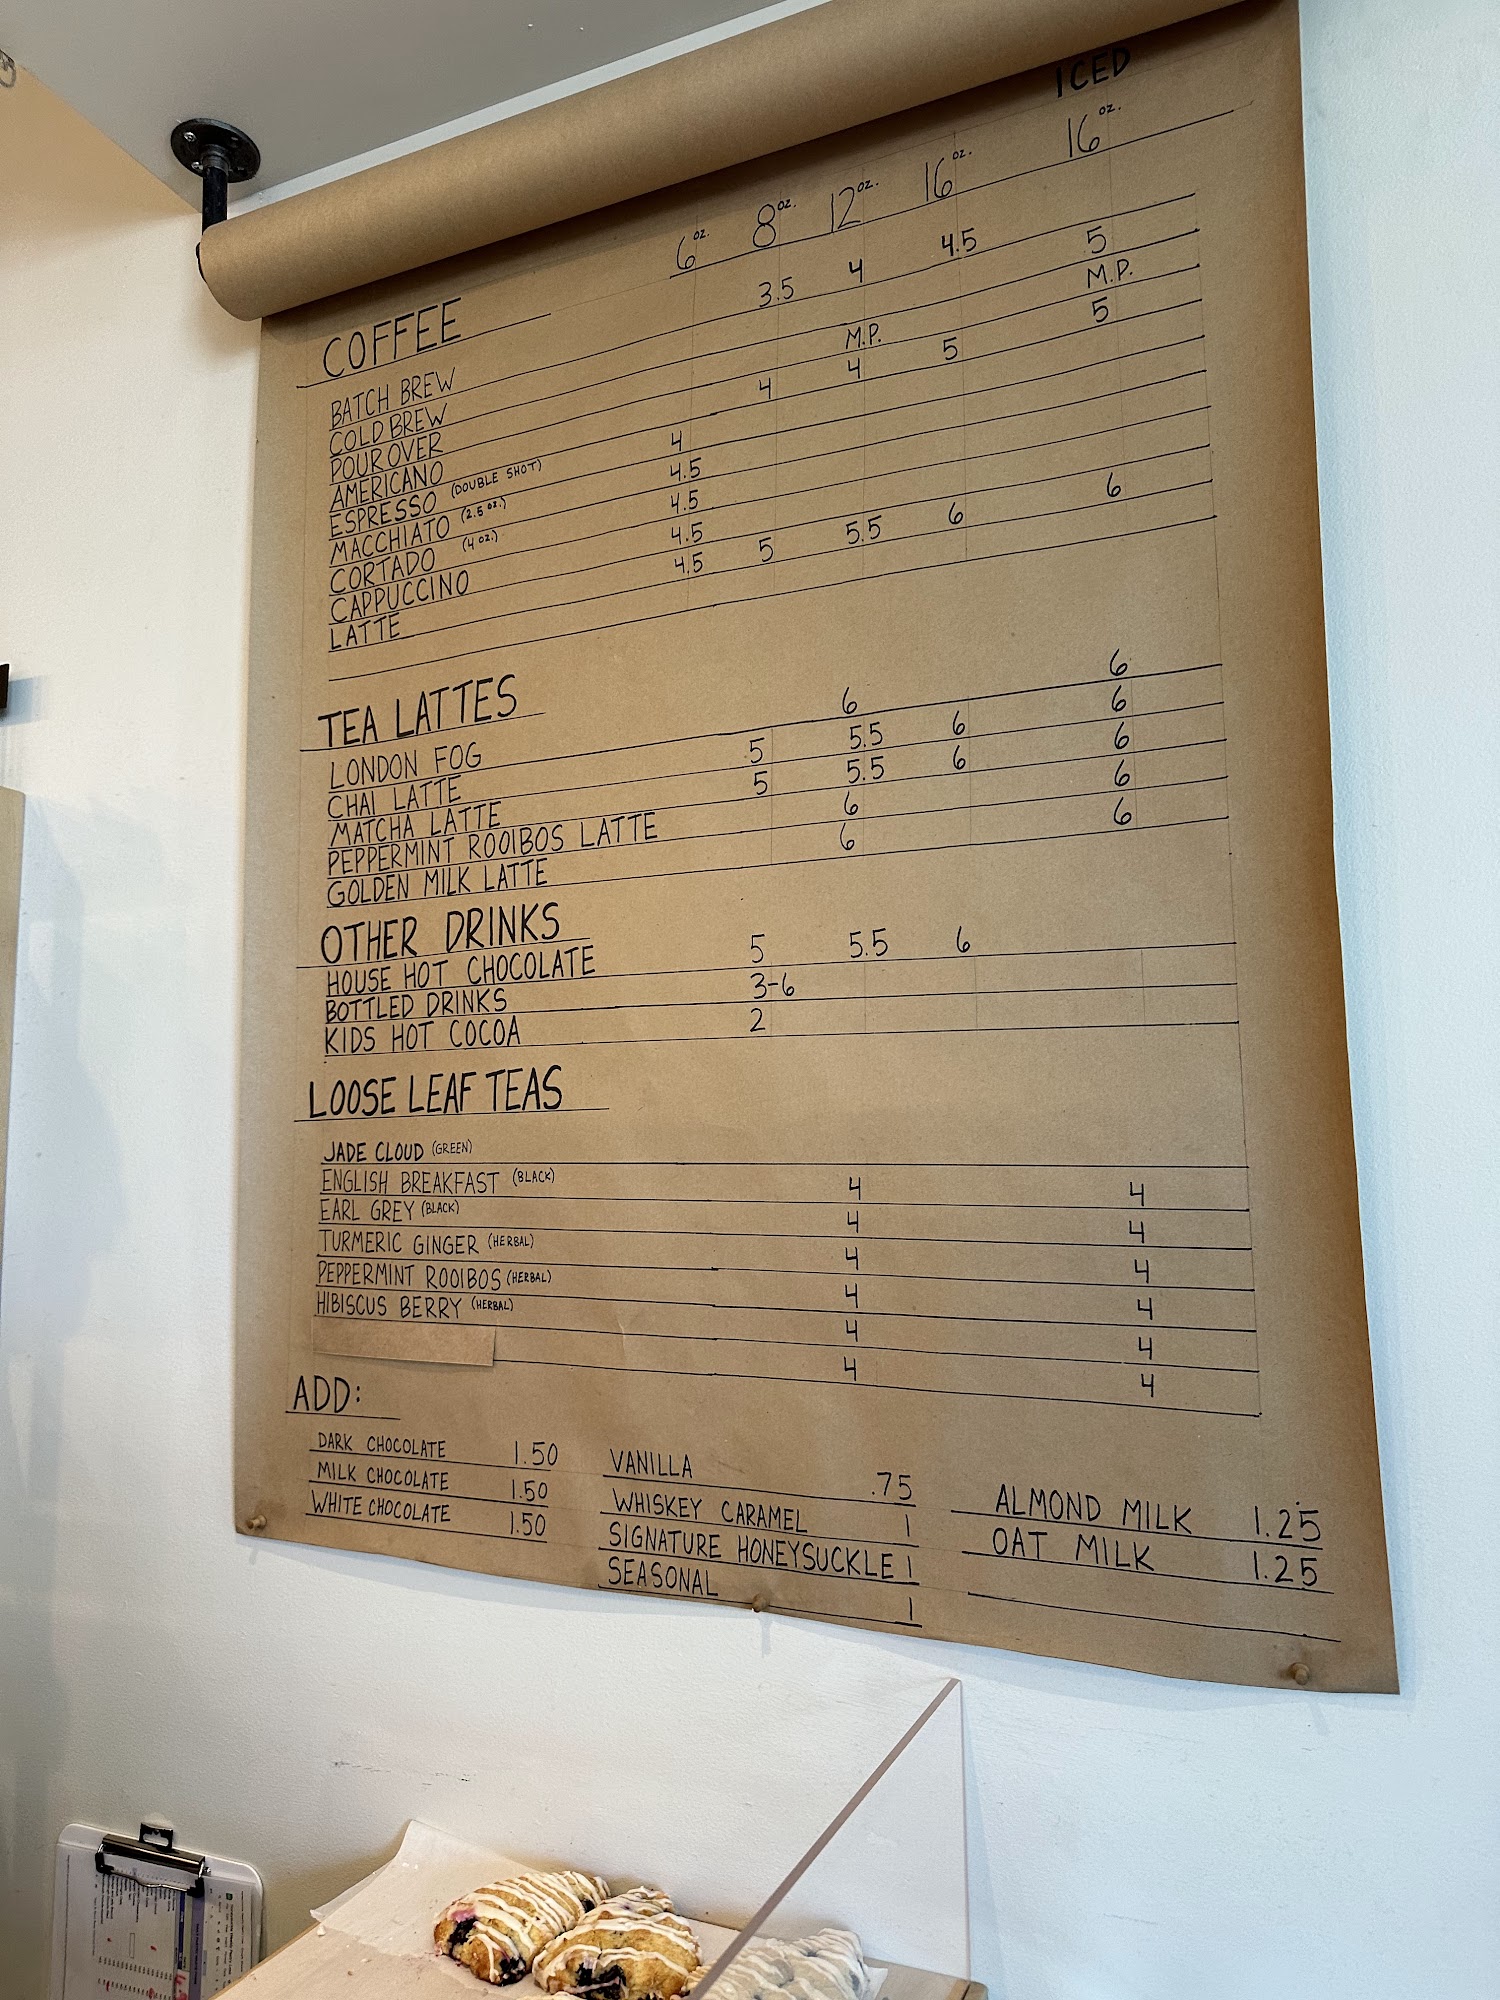 ICED
6 oz. 8 oz. 12 oz. 16 oz. 16 oz.
COFFEE
BATCH BREW 3.5 4 4.5
COLD BREW 5
POUR OVER M.P. M.P.
AMERICANO 4 4 5 5
ESPRESSO (DOUBLE SHOT) 4
MACCHIATO (2.5 oz.) 4.5
CORTADO (4 oz.) 4.5
CAPPUCCINO 4.5
LATTE 4.5 5 5.5 6 6
TEA LATTES
LONDON FOG 6 6
CHAI LATTE 5 5.5 6 6
MATCHA LATTE 5 5.5 6 6
PEPPERMINT ROOIBOS LATTE 6 6
GOLDEN MILK LATTE 6 6
OTHER DRINKS
HOUSE HOT CHOCOLATE 5 5.5 6
BOTTLED DRINKS 3-6
KIDS HOT COCOA 2
LOOSE LEAF TEAS
JADE CLOUD (GREEN) 4 4
ENGLISH BREAKFAST (BLACK) 4 4
EARL GREY (BLACK) 4 4
TURMERIC GINGER (HERBAL) 4 4
PEPPERMINT ROOIBOS (HERBAL) 4 4
HIBISCUS BERRY (HERBAL) 4 4
ADD:
DARK CHOCOLATE 1.50
MILK CHOCOLATE 1.50
WHITE CHOCOLATE 1.50
VANILLA .75
WHISKEY CARAMEL 1
SIGNATURE HONEYSUCKLE 1
SEASONAL 1
ALMOND MILK 1.25
OAT MILK 1.25